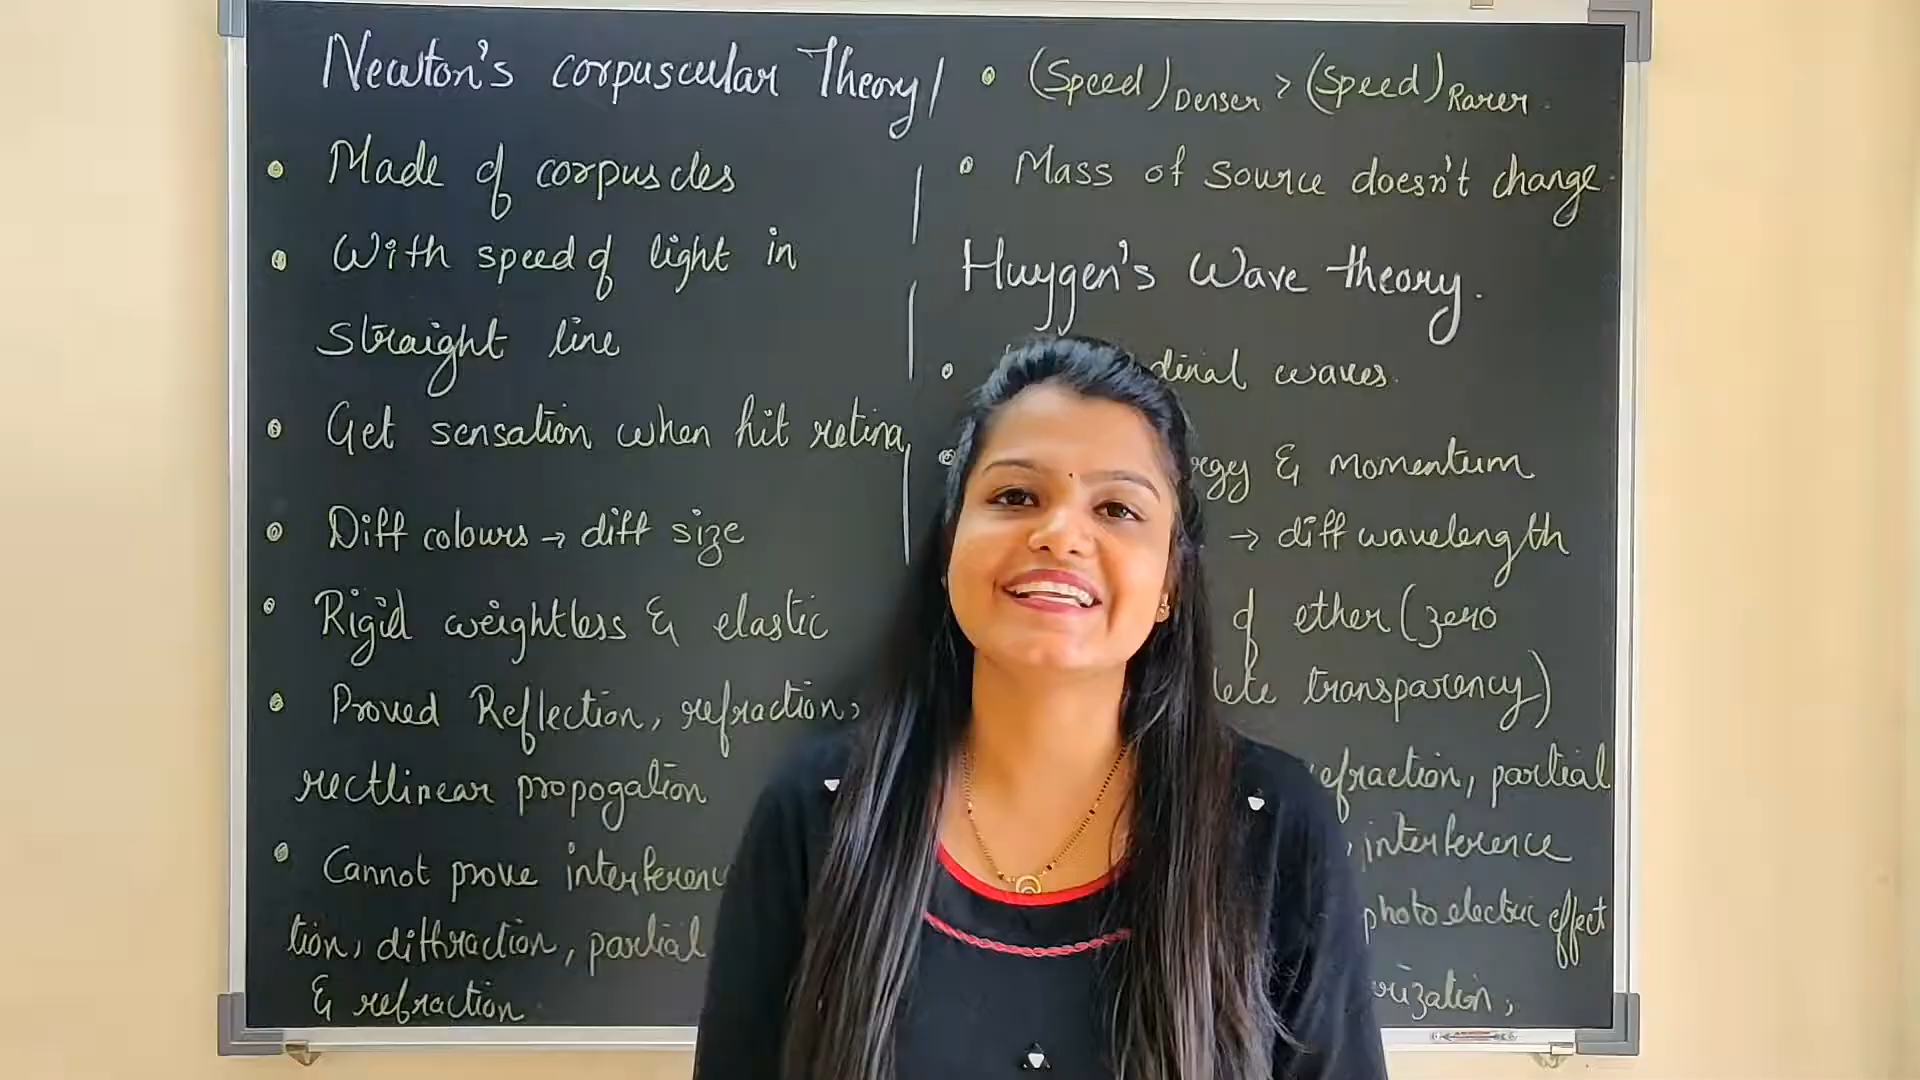 Newton's corpuscular Theory
• Made of corpuscles
• With speed of light in
straight line
• Get sensation when hit retina
• Diff colours → diff size
• Rigid weightless & elastic
• Proved Reflection, refraction,
rectlinear propogation
• Cannot prove
tion, diffraction, partial
& refraction
• (Speed)Denser > (Speed)Rarer.
• Mass of source doesn't change.
Huygen's Wave theory.
• waves.
• & momentum
→ diff wavelength
of ether (zero
transparency)
partial
, interference
photoelectric effect